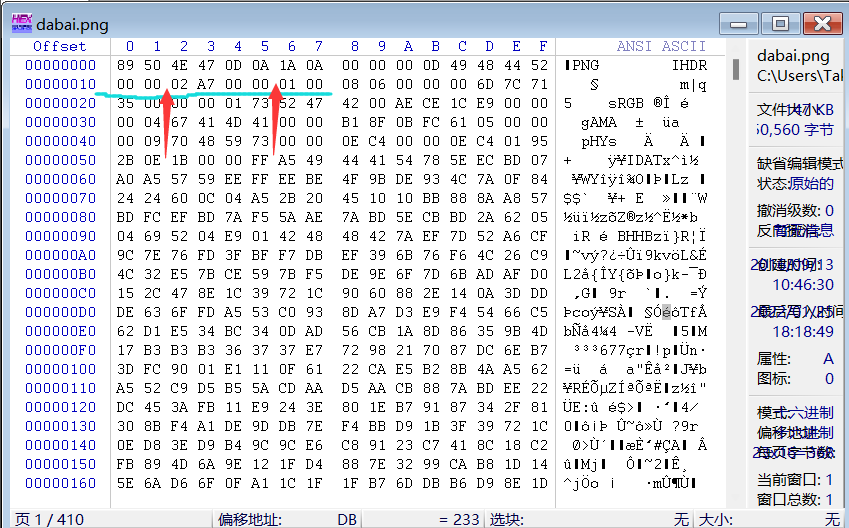 dabai.png
Offset 0 1 2 3 4 5 6 7 8 9 A B C D E F ANSI ASCII
00000000 89 50 4E 47 0D 0A 1A 0A 00 00 00 0D 49 48 44 52 PNG IHDR
00000010 00 00 02 A7 00 00 01 00 08 06 00 00 00 6D 7C 71 § m|q
00000020 35 00 00 00 01 73 52 47 42 00 AE CE 1C E9 00 00 5 sRGB ®Î é
00000030 00 04 67 41 4D 41 00 00 B1 8F 0B FC 61 05 00 00 gAMA ± üa
00000040 00 09 70 48 59 73 00 00 0E C4 00 00 0E C4 01 95 pHYs Ä Ä
00000050 2B 0E 1B 00 00 FF A5 49 44 41 54 78 5E EC BD 07 + ÿ¥IDATx^ì½
00000060 A0 A5 57 59 EE FF EE BE 4F 9B DE 93 4C 7A 0F 84 ¥WYîÿî¾O Þ Lz
00000070 24 24 60 0C 04 A5 2B 20 45 10 10 BB 88 8A A8 57 $$` ¥+ E » ¨W
00000080 BD FC EF BD 7A F5 5A AE 7A BD 5E CB BD 2A 62 05 ½üï½zõZ®z½^Ë½*b
00000090 04 69 52 04 E9 01 42 48 48 42 7A EF 7D 52 A6 CF iR é BHHBzï}R¦Ï
000000A0 9C 7E 76 FD 3F BF F7 D9 EF 39 6B 76 F6 4C 26 C9 ~vý?¿÷Ùï9kvöL&É
000000B0 4C 32 E5 7B CE 59 7B F5 DE 9E 6F 7D 6B AD AF D0 L2å{ÎY{õÞ o}k-¯Ð
000000C0 15 2C 47 8E 1C 39 72 1C 90 60 88 2E 14 0A 3D DD ,G 9r ` . =Ý
000000D0 DE 63 6F FD A5 53 C0 93 8D A7 D3 E9 F4 54 66 C5 Þcoý¥SÀ §ÓéôTfÅ
000000E0 62 D1 E5 34 BC 34 0D AD 56 CB 1A 8D 86 35 9B 4D bÑå4¼4 -VË 5 M
000000F0 17 B3 B3 B3 36 37 37 E7 72 98 21 70 87 DC 6E B7 ³³³677çr !p Ün·
00000100 3D FC 90 01 E1 11 0F 61 22 CA E5 B2 8B 4A A5 62 =ü á a"Êå² J¥b
00000110 A5 52 C9 D5 B5 5A CD AA D5 AA CB 88 7A BD EE 22 ¥RÉÕµZÍªÕªË z½î"
00000120 DC 45 3A FB 11 E9 24 3E 80 1E B7 91 87 34 2F 81 ÜE:û é$> · 4/
00000130 30 8B F4 A1 DE 9D DB 7E F4 BB D9 1B 3F 39 72 1C 0 ô¡Þ Û~ô»Ù ?9r
00000140 0E D8 3E D9 B4 9C 9C E6 C8 91 23 C7 41 8C 18 C2 Ø>Ù´ æÈ #ÇA Â
00000150 FB 89 4D 6A 9E 12 1F D4 87 7E 32 99 CA B8 1D 14 û Mj Ô ~2 Ê¸
00000160 5E 6A D6 6F 0F A1 1C 1F 1F B7 6D DB B6 D9 8E 1D ^jÖo ¡ ·mÛ¶Ù
dabai.png
C:\Users\Tal
文件大小: 147 KB
缺省编辑模式
状态:原始的
撤消级数: 0
反向撤消: 暂无信息
10:46:30
18:18:49
属性: A
图标: 0
模式:十六进制
偏移地址:
当前窗口: 1
窗口总数: 1
页 1 / 410 偏移地址: DB = 233 选块: 无 大小: 无